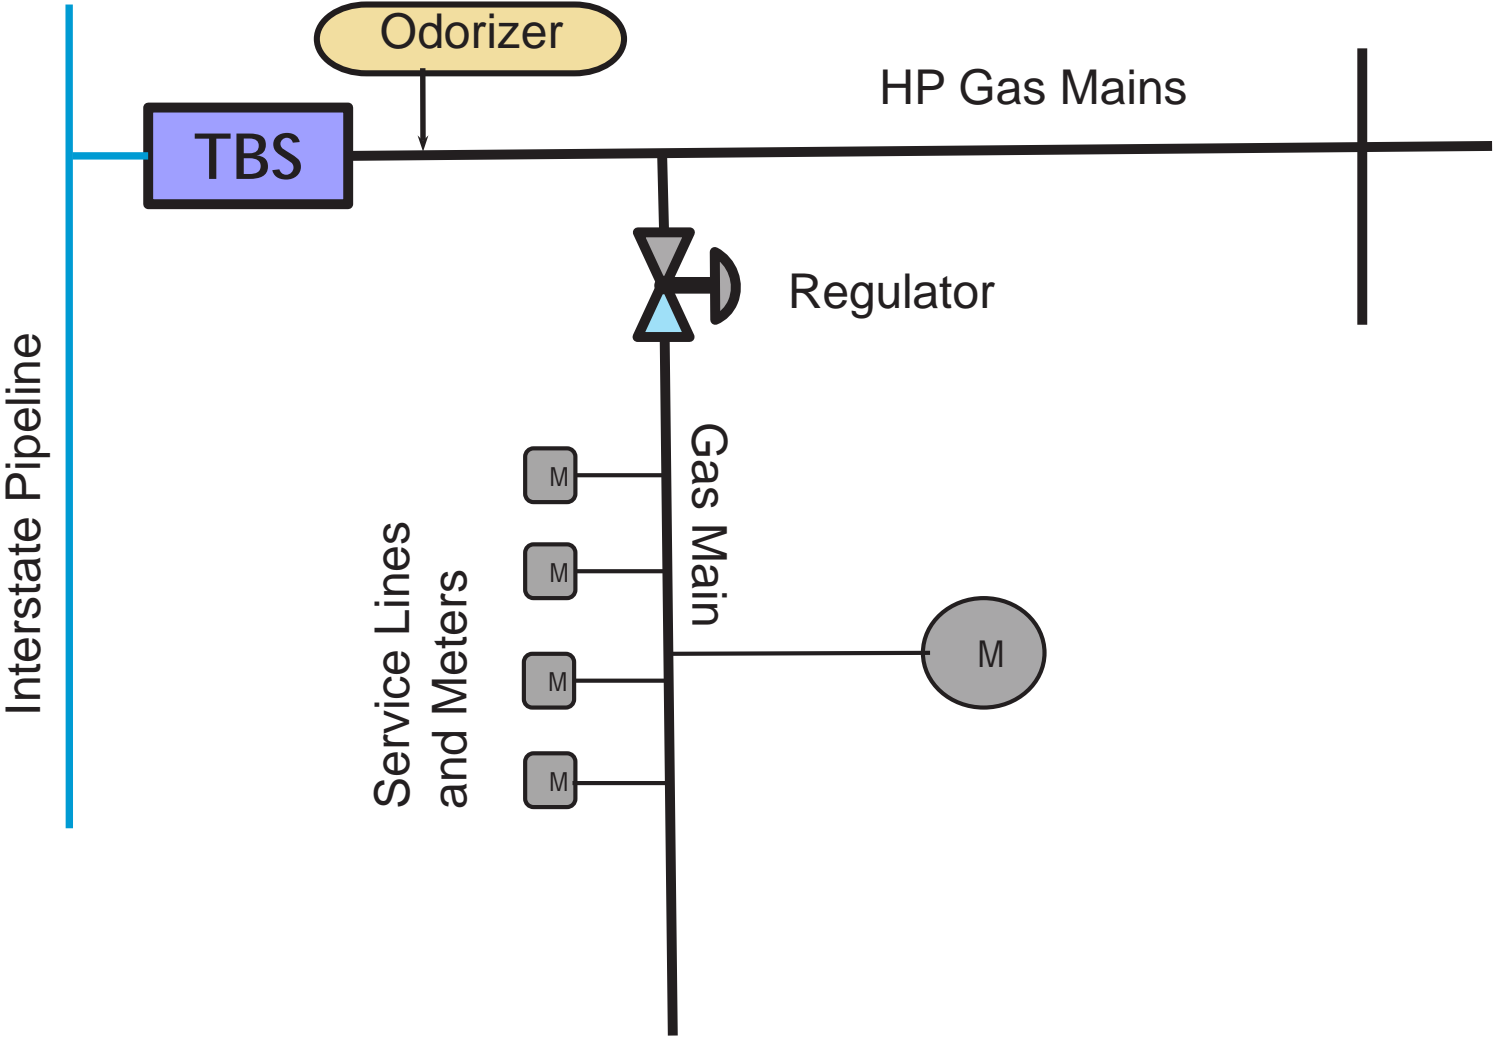 Odorizer
HP Gas Mains
TBS
Regulator
Interstate Pipeline
Gas Main
Service Lines
and Meters
M
M
M
M
M